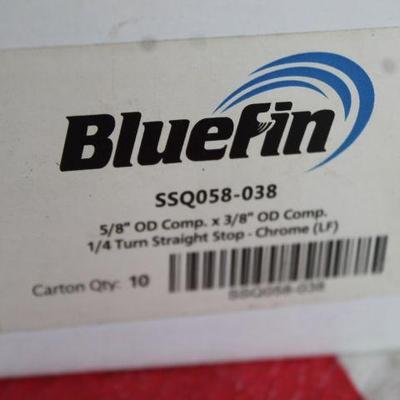 BlueFin
SSQ058-038
5/8" OD Comp. x 3/8" OD Comp.
1/4 Turn Straight Stop - Chrome (LF)
Carton Qty: 10
SSQ058-038